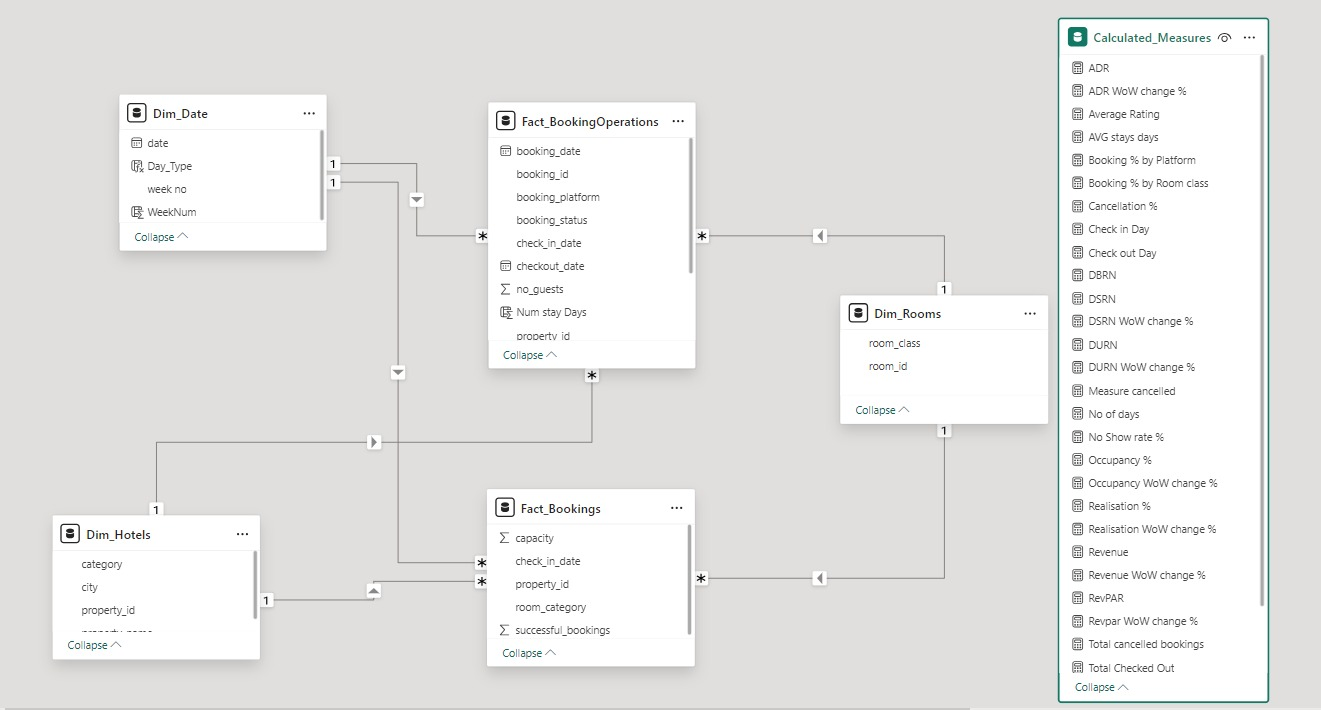 Dim_Date
date
Day_Type
week no
WeekNum
Collapse
1
1
Fact_BookingOperations
booking_date
booking_id
booking_platform
booking_status
check_in_date
checkout_date
no_guests
Num stay Days
property_id
Collapse
*
*
*
1
Dim_Rooms
room_class
room_id
Collapse
1
Dim_Hotels
category
city
property_id
property_name
Collapse
1
1
Fact_Bookings
capacity
check_in_date
property_id
room_category
successful_bookings
Collapse
*
*
*
Calculated_Measures
ADR
ADR WoW change %
Average Rating
AVG stays days
Booking % by Platform
Booking % by Room class
Cancellation %
Check in Day
Check out Day
DBRN
DSRN
DSRN WoW change %
DURN
DURN WoW change %
Measure cancelled
No of days
No Show rate %
Occupancy %
Occupancy WoW change %
Realisation %
Realisation WoW change %
Revenue
Revenue WoW change %
RevPAR
Revpar WoW change %
Total cancelled bookings
Total Checked Out
Collapse